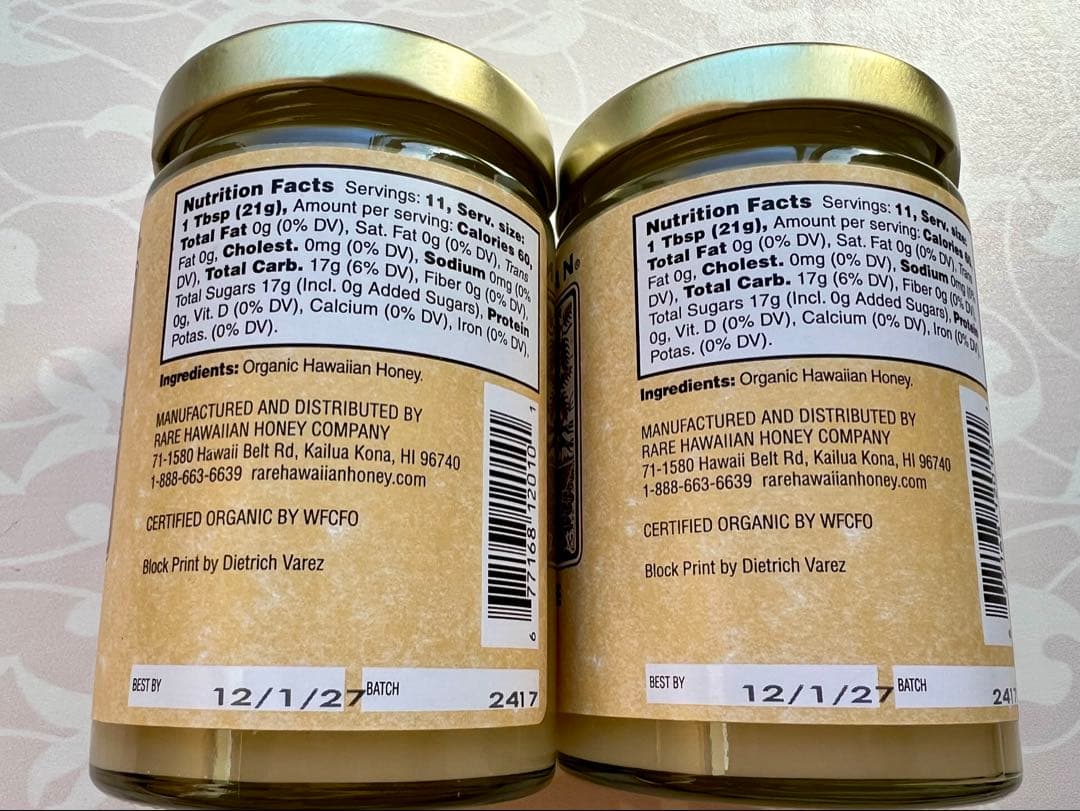 Nutrition Facts Servings: 11, Serv. size:
1 Tbsp (21g), Amount per serving: Calories 60,
Total Fat 0g (0% DV), Sat. Fat 0g (0% DV), Trans
Fat 0g, Cholest. 0mg (0% DV), Sodium 0mg (0%
DV), Total Carb. 17g (6% DV), Fiber 0g (0% DV),
Total Sugars 17g (Incl. 0g Added Sugars), Protein
0g, Vit. D (0% DV), Calcium (0% DV), Iron (0% DV),
Potas. (0% DV).
Ingredients: Organic Hawaiian Honey.
MANUFACTURED AND DISTRIBUTED BY
RARE HAWAIIAN HONEY COMPANY
71-1580 Hawaii Belt Rd, Kailua Kona, HI 96740
1-888-663-6639 rarehawaiianhoney.com
CERTIFIED ORGANIC BY WFCFO
Block Print by Dietrich Varez
6 77168 12010 1
BEST BY 12/1/27 BATCH 2417
AN®
Nutrition Facts Servings: 11, Serv. size:
1 Tbsp (21g), Amount per serving: Calories 60,
Total Fat 0g (0% DV), Sat. Fat 0g (0% DV), Trans
Fat 0g, Cholest. 0mg (0% DV), Sodium 0mg (0%
DV), Total Carb. 17g (6% DV), Fiber 0g (0% DV),
Total Sugars 17g (Incl. 0g Added Sugars), Protein
0g, Vit. D (0% DV), Calcium (0% DV), Iron (0% DV),
Potas. (0% DV).
Ingredients: Organic Hawaiian Honey.
MANUFACTURED AND DISTRIBUTED BY
RARE HAWAIIAN HONEY COMPANY
71-1580 Hawaii Belt Rd, Kailua Kona, HI 96740
1-888-663-6639 rarehawaiianhoney.com
CERTIFIED ORGANIC BY WFCFO
Block Print by Dietrich Varez
BEST BY 12/1/27 BATCH 2417